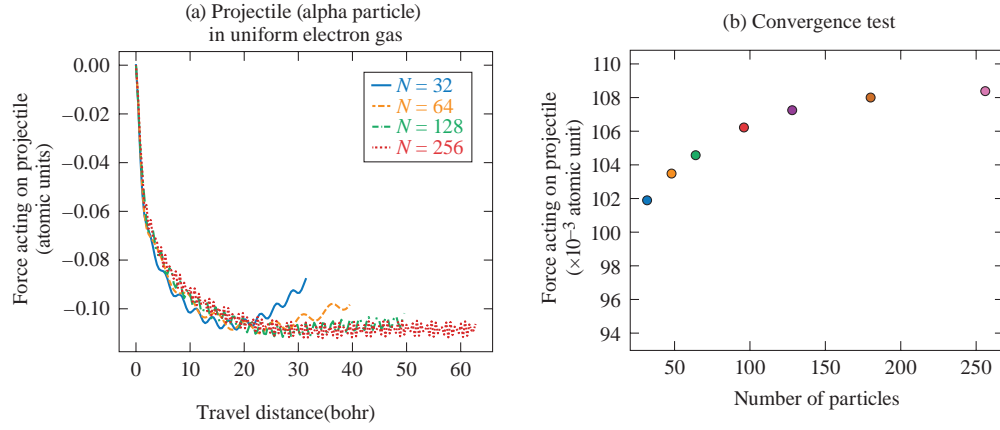 (a) Projectile (alpha particle)
in uniform electron gas
Force acting on projectile
(atomic units)
0.00
−0.02
−0.04
−0.06
−0.08
−0.10
N = 32
N = 64
N = 128
N = 256
0 10 20 30 40 50 60
Travel distance(bohr)
(b) Convergence test
Force acting on projectile
(×10⁻³ atomic unit)
110
108
106
104
102
100
98
96
94
50 100 150 200 250
Number of particles